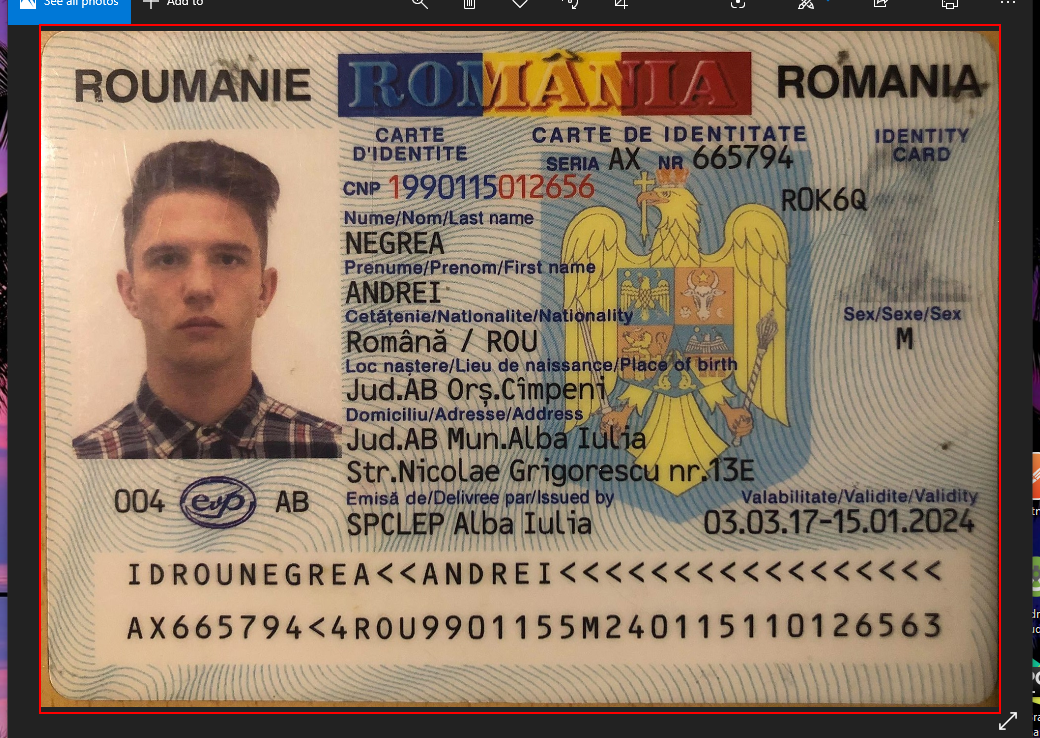 See all photos Add to
ROUMANIE ROMÂNIA ROMANIA
CARTE D'IDENTITE CARTE DE IDENTITATE IDENTITY CARD
SERIA AX NR 665794
CNP 1990115012656
ROK6Q
Nume/Nom/Last name
NEGREA
Prenume/Prenom/First name
ANDREI
Cetăţenie/Nationalite/Nationality
Română / ROU
Sex/Sexe/Sex
M
Loc naştere/Lieu de naissance/Place of birth
Jud.AB Orş.Cîmpeni
Domiciliu/Adresse/Address
Jud.AB Mun.Alba Iulia
Str.Nicolae Grigorescu nr.13E
004 evp AB
Emisă de/Delivree par/Issued by
SPCLEP Alba Iulia
Valabilitate/Validite/Validity
03.03.17-15.01.2024
IDROUNEGREA<<ANDREI<<<<<<<<<<<<<<<<<
AX665794<4ROU9901155M240115110126563